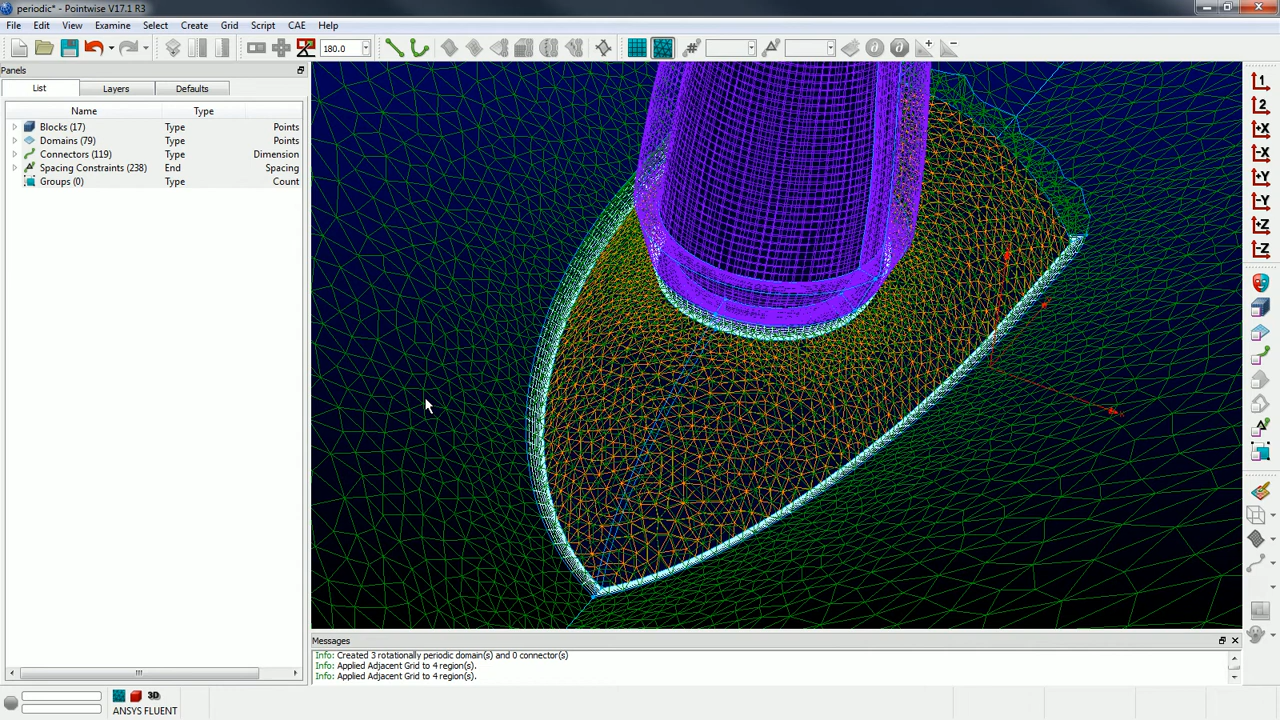 periodic* - Pointwise V17.1 R3
File Edit View Examine Select Create Grid Script CAE Help
180.0
Panels
List Layers Defaults
Name Type
Blocks (17) Type Points
Domains (79) Type Points
Connectors (119) Type Dimension
Spacing Constraints (238) End Spacing
Groups (0) Type Count
1
2
+X
-X
+Y
-Y
+Z
-Z
Messages
Info: Created 3 rotationally periodic domain(s) and 0 connector(s)
Info: Applied Adjacent Grid to 4 region(s).
Info: Applied Adjacent Grid to 4 region(s).
3D
ANSYS FLUENT